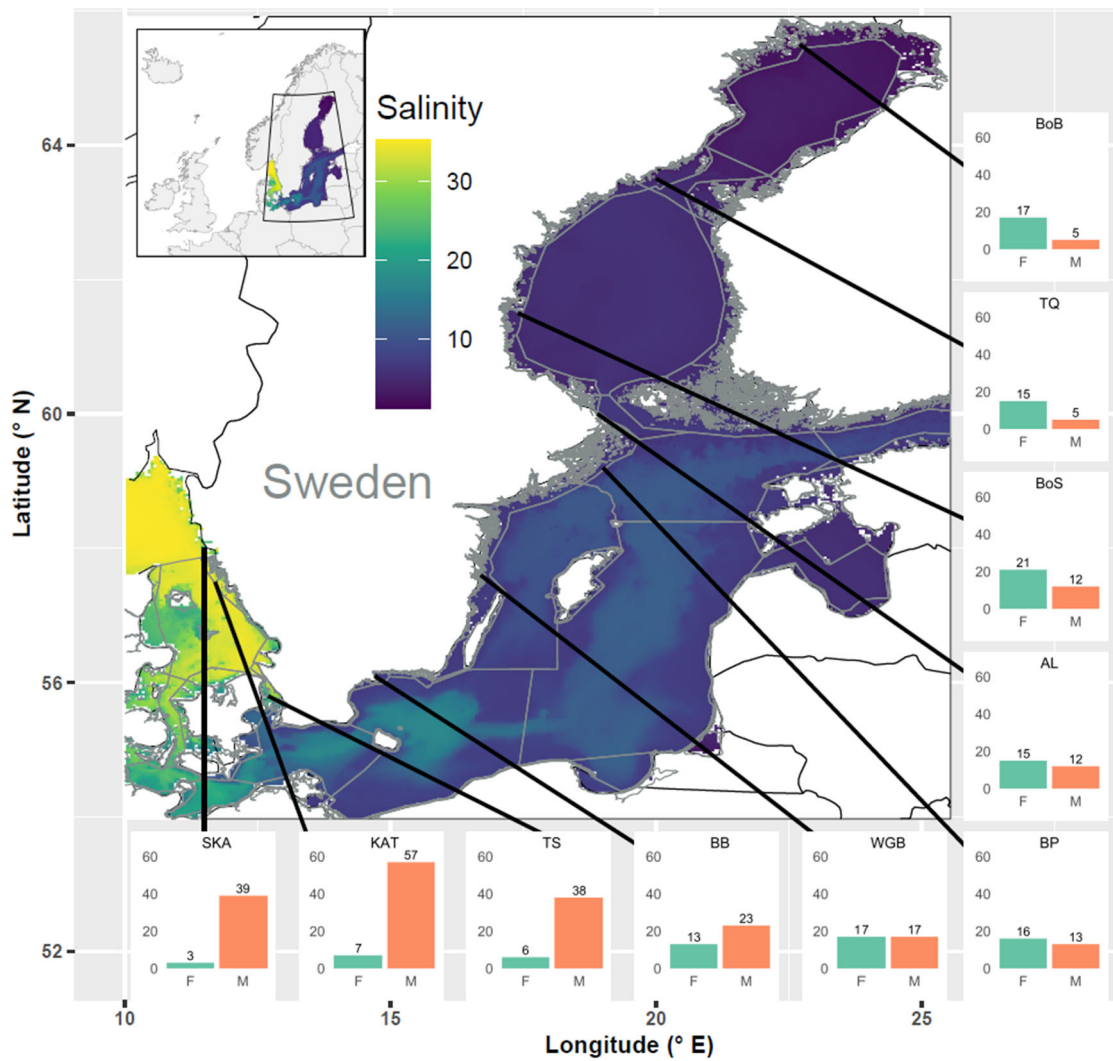 Salinity
30
20
10
Sweden
64
60
56
52
Latitude (° N)
10
15
20
25
Longitude (° E)
BoB
60
40
20
0
17
5
F
M
TQ
60
40
20
0
15
5
F
M
BoS
60
40
20
0
21
12
F
M
AL
60
40
20
0
15
12
F
M
SKA
60
40
20
0
3
39
F
M
KAT
60
40
20
0
7
57
F
M
TS
60
40
20
0
6
38
F
M
BB
60
40
20
0
13
23
F
M
WGB
60
40
20
0
17
17
F
M
BP
60
40
20
0
16
13
F
M